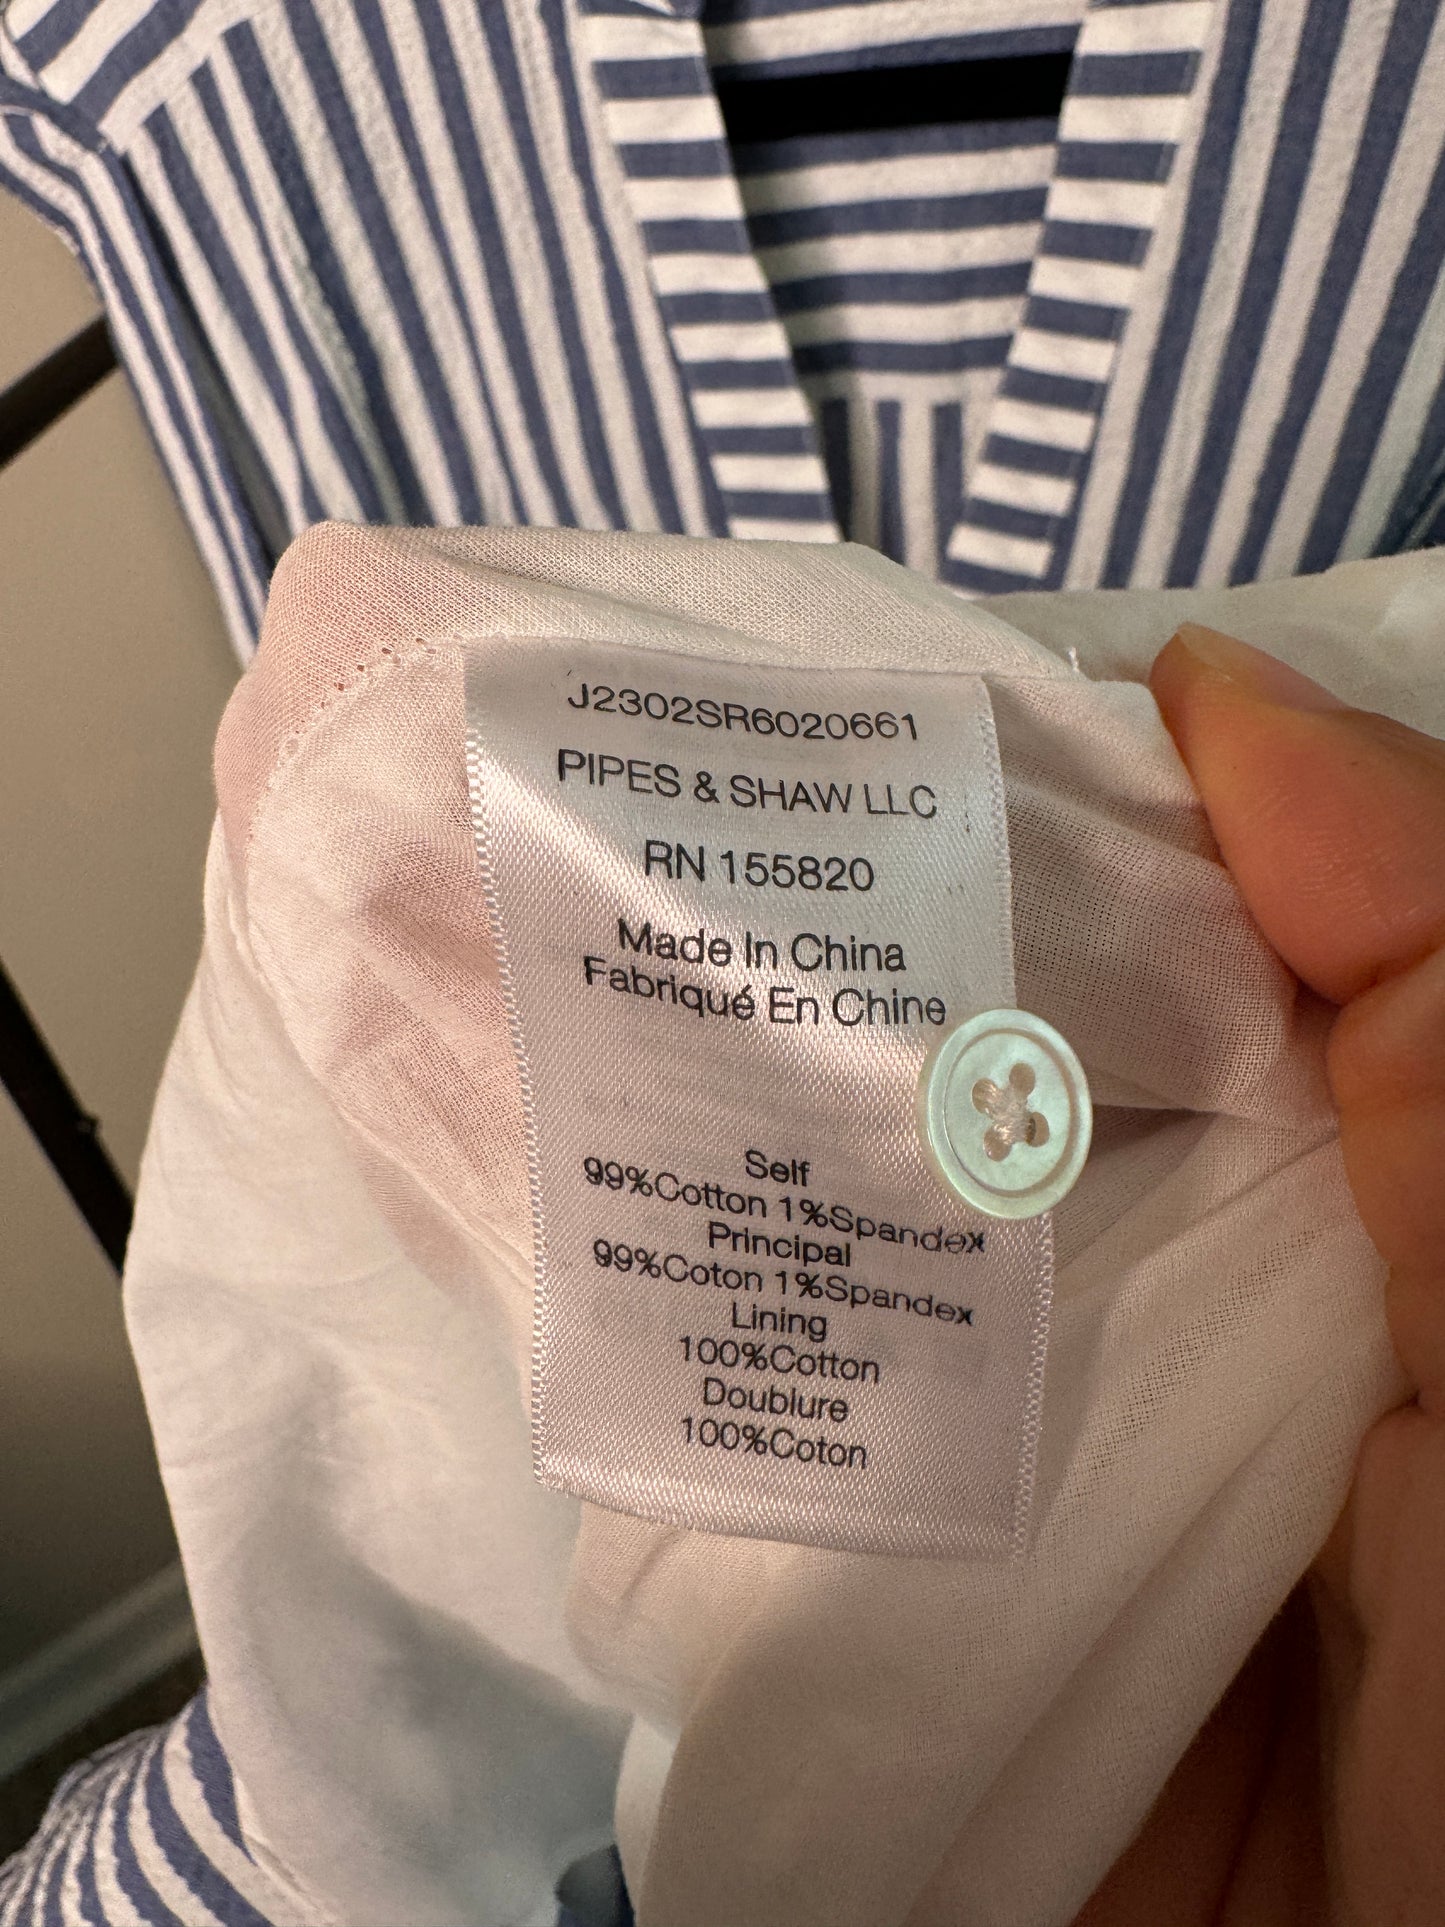 J2302SR6020661
PIPES & SHAW LLC
RN 155820
Made In China
Fabriqué En Chine
Self
99%Cotton 1%Spandex
Principal
99%Coton 1%Spandex
Lining
100%Cotton
Doublure
100%Coton